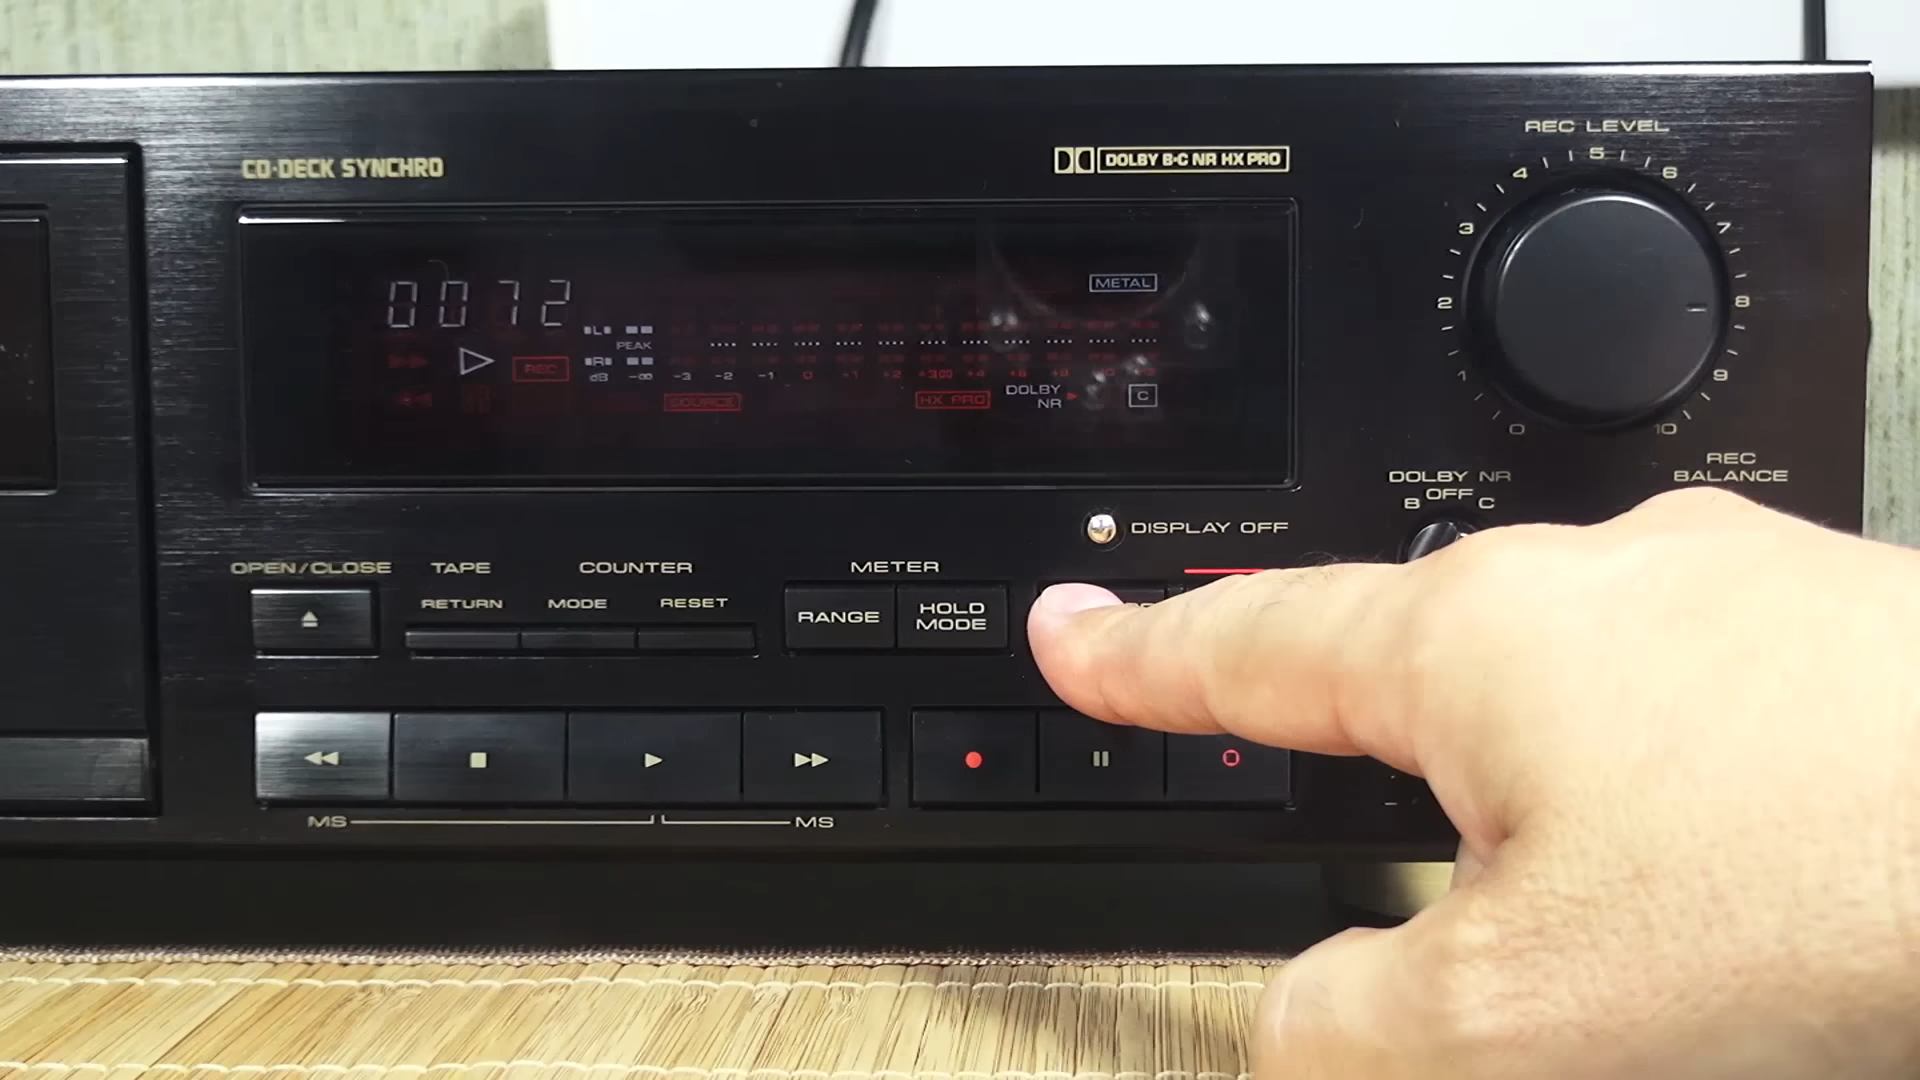 REC LEVEL
0 1 2 3 4 5 6 7 8 9 10
CD·DECK SYNCHRO
DOLBY B·C NR HX PRO
METAL
0072
L
PEAK
REC
R
dB -∞ -3 -2 -1 0 +1 +2 +3 +4
SOURCE
HX PRO
DOLBY
NR
C
REC
BALANCE
DOLBY NR
OFF
B C
DISPLAY OFF
OPEN/CLOSE
TAPE
RETURN
COUNTER
MODE RESET
METER
RANGE
HOLD
MODE
MS MS